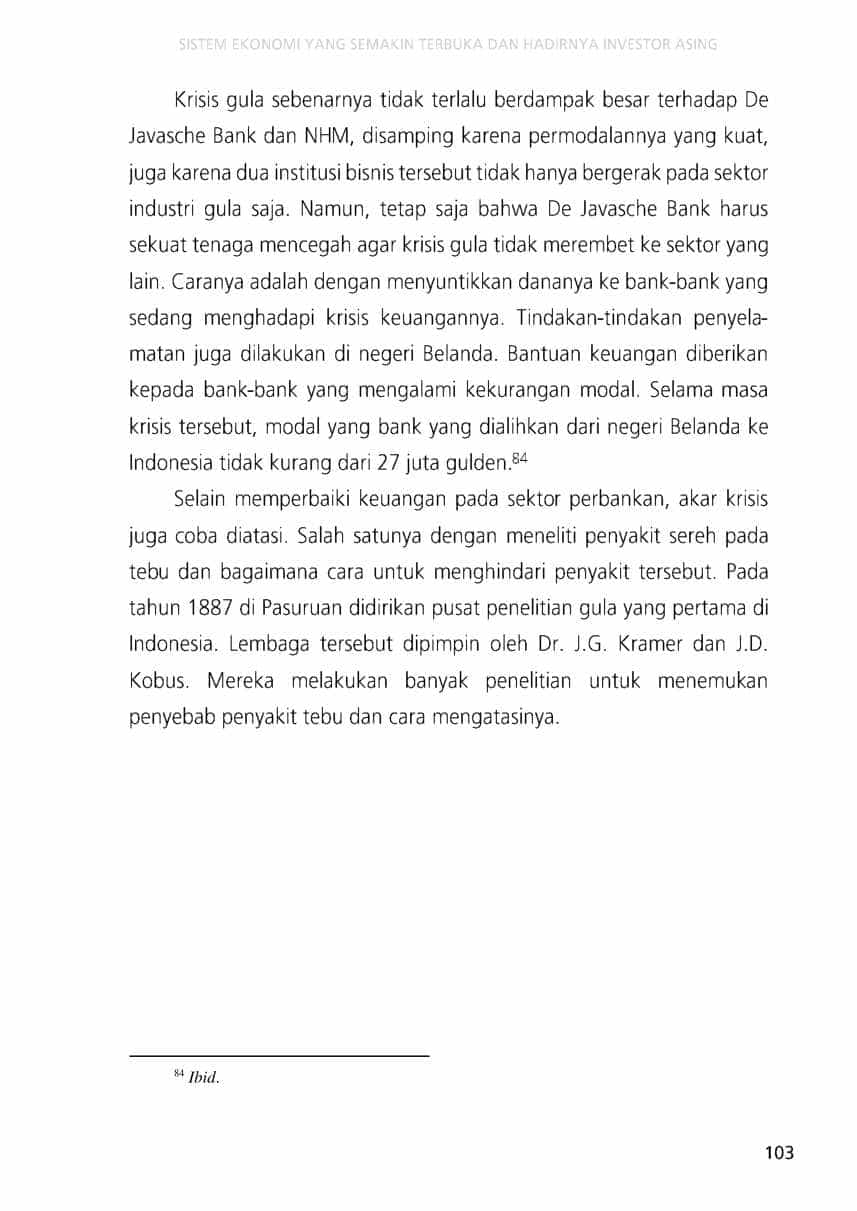 SISTEM EKONOMI YANG SEMAKIN TERBUKA DAN HADIRNYA INVESTOR ASING
Krisis gula sebenarnya tidak terlalu berdampak besar terhadap De
Javasche Bank dan NHM, disamping karena permodalannya yang kuat,
juga karena dua institusi bisnis tersebut tidak hanya bergerak pada sektor
industri gula saja. Namun, tetap saja bahwa De Javasche Bank harus
sekuat tenaga mencegah agar krisis gula tidak merembet ke sektor yang
lain. Caranya adalah dengan menyuntikkan dananya ke bank-bank yang
sedang menghadapi krisis keuangannya. Tindakan-tindakan penyela-
matan juga dilakukan di negeri Belanda. Bantuan keuangan diberikan
kepada bank-bank yang mengalami kekurangan modal. Selama masa
krisis tersebut, modal yang bank yang dialihkan dari negeri Belanda ke
Indonesia tidak kurang dari 27 juta gulden.84
Selain memperbaiki keuangan pada sektor perbankan, akar krisis
juga coba diatasi. Salah satunya dengan meneliti penyakit sereh pada
tebu dan bagaimana cara untuk menghindari penyakit tersebut. Pada
tahun 1887 di Pasuruan didirikan pusat penelitian gula yang pertama di
Indonesia. Lembaga tersebut dipimpin oleh Dr. J.G. Kramer dan J.D.
Kobus. Mereka melakukan banyak penelitian untuk menemukan
penyebab penyakit tebu dan cara mengatasinya.
84 Ibid.
103